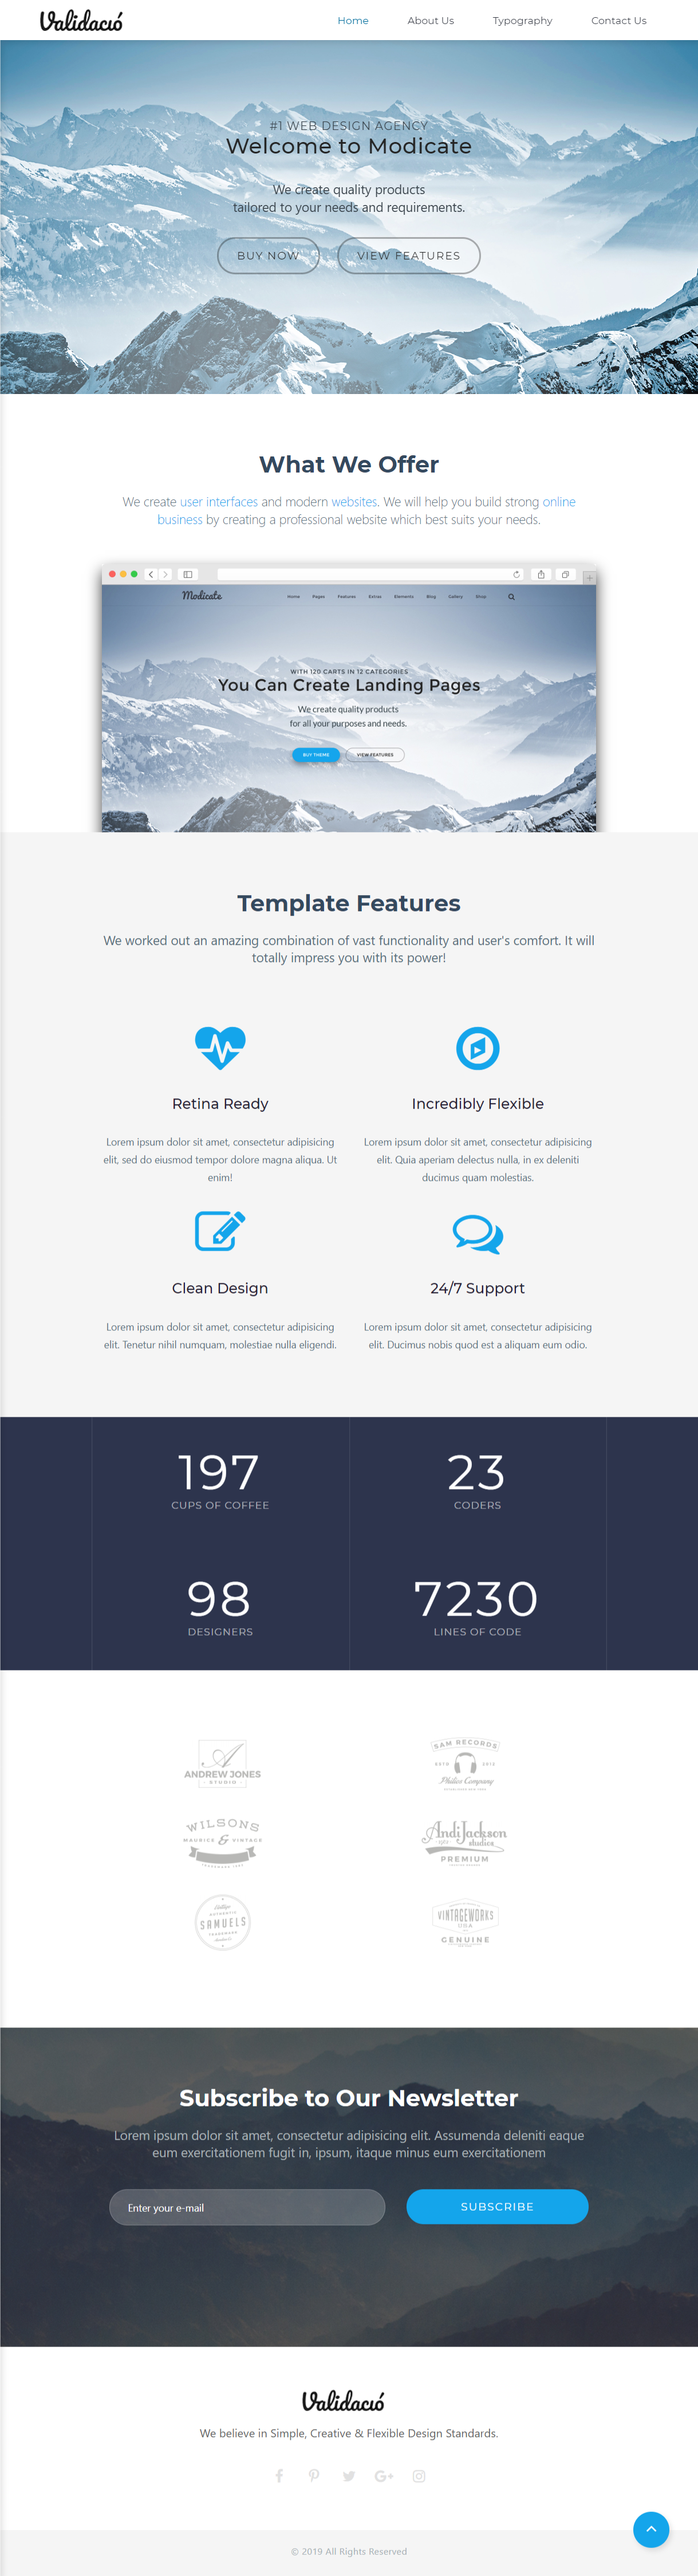 Validació
Home About Us Typography Contact Us
#1 WEB DESIGN AGENCY
Welcome to Modicate
We create quality products
tailored to your needs and requirements.
BUY NOW VIEW FEATURES
What We Offer
We create user interfaces and modern websites. We will help you build strong online
business by creating a professional website which best suits your needs.
Modicate Home Pages Features Extras Elements Blog Gallery Shop
WITH 120 CARTS IN 12 CATEGORIES
You Can Create Landing Pages
We create quality products
for all your purposes and needs.
BUY THEME VIEW FEATURES
Template Features
We worked out an amazing combination of vast functionality and user's comfort. It will
totally impress you with its power!
Retina Ready
Lorem ipsum dolor sit amet, consectetur adipisicing
elit, sed do eiusmod tempor dolore magna aliqua. Ut
enim!
Incredibly Flexible
Lorem ipsum dolor sit amet, consectetur adipisicing
elit. Quia aperiam delectus nulla, in ex deleniti
ducimus quam molestias.
Clean Design
Lorem ipsum dolor sit amet, consectetur adipisicing
elit. Tenetur nihil numquam, molestiae nulla eligendi.
24/7 Support
Lorem ipsum dolor sit amet, consectetur adipisicing
elit. Ducimus nobis quod est a aliquam eum odio.
197
CUPS OF COFFEE
23
CODERS
98
DESIGNERS
7230
LINES OF CODE
A
ANDREW JONES
STUDIO
SAM RECORDS
ESTD 2012
Philies Company
WILSONS
MAURICE & VINTAGE
AndiJackson
studios
PREMIUM
AUTHENTIC
SAMUELS
TRADEMARK
VINTAGEWORKS
USA
GENUINE
Subscribe to Our Newsletter
Lorem ipsum dolor sit amet, consectetur adipisicing elit. Assumenda deleniti eaque
eum exercitationem fugit in, ipsum, itaque minus eum exercitationem
Enter your e-mail SUBSCRIBE
Validació
We believe in Simple, Creative & Flexible Design Standards.
© 2019 All Rights Reserved